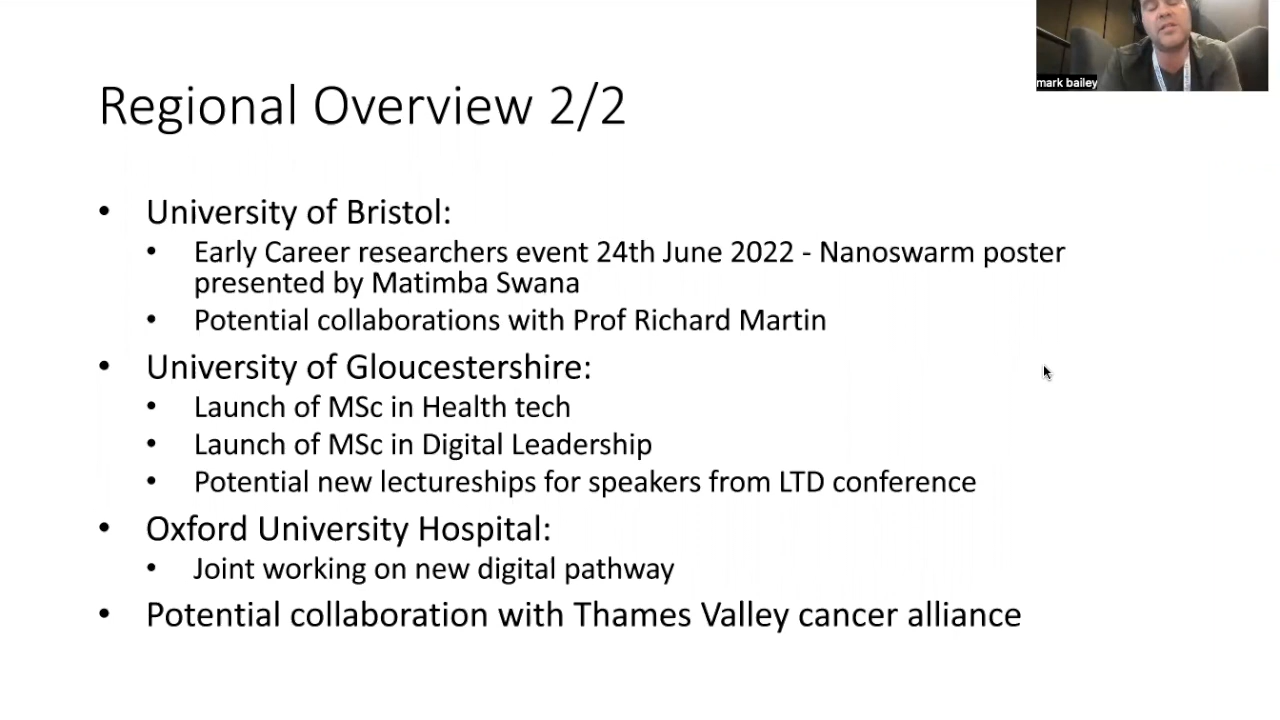 mark bailey
Regional Overview 2/2
• University of Bristol:
• Early Career researchers event 24th June 2022 - Nanoswarm poster
presented by Matimba Swana
• Potential collaborations with Prof Richard Martin
• University of Gloucestershire:
• Launch of MSc in Health tech
• Launch of MSc in Digital Leadership
• Potential new lectureships for speakers from LTD conference
• Oxford University Hospital:
• Joint working on new digital pathway
• Potential collaboration with Thames Valley cancer alliance